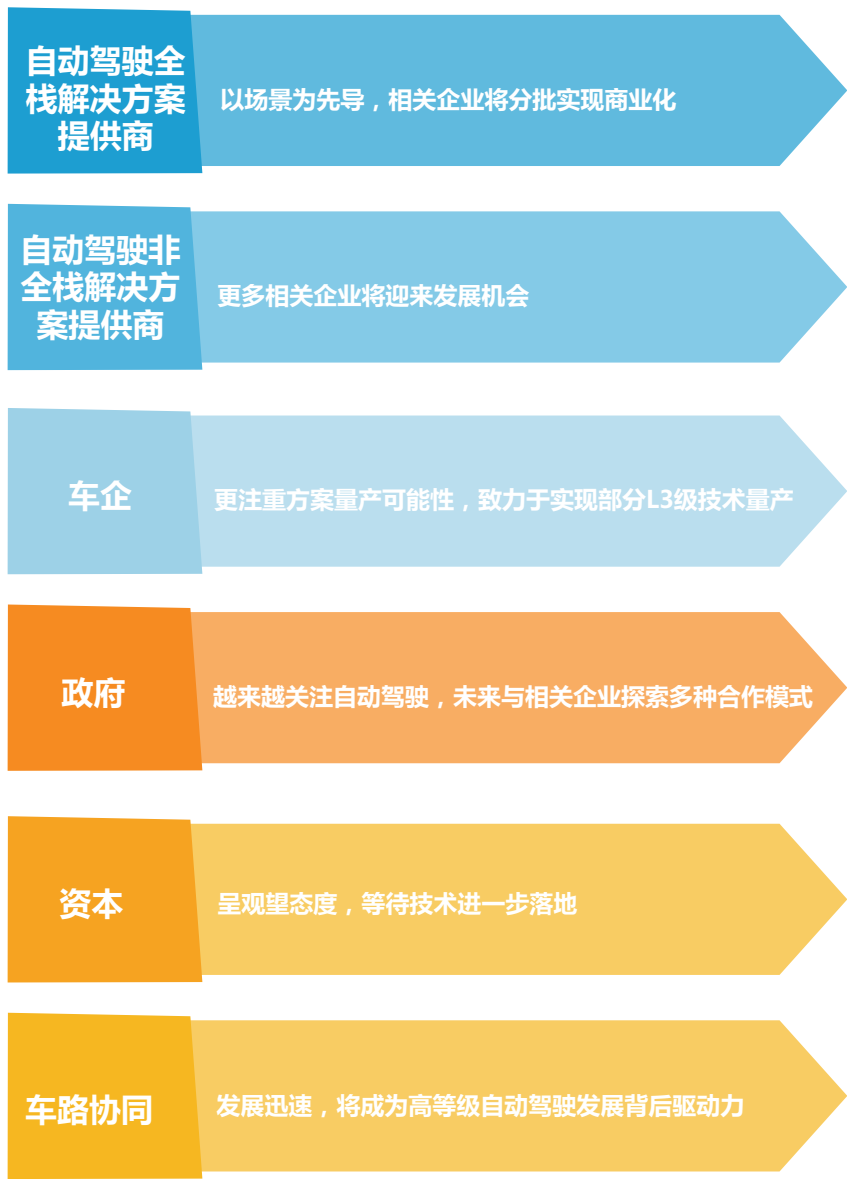 自动驾驶全
栈解决方案
提供商
以场景为先导，相关企业将分批实现商业化
自动驾驶非
全栈解决方
案提供商
更多相关企业将迎来发展机会
车企
更注重方案量产可能性，致力于实现部分L3级技术量产
政府
越来越关注自动驾驶，未来与相关企业探索多种合作模式
资本
呈观望态度，等待技术进一步落地
车路协同
发展迅速，将成为高等级自动驾驶发展背后驱动力